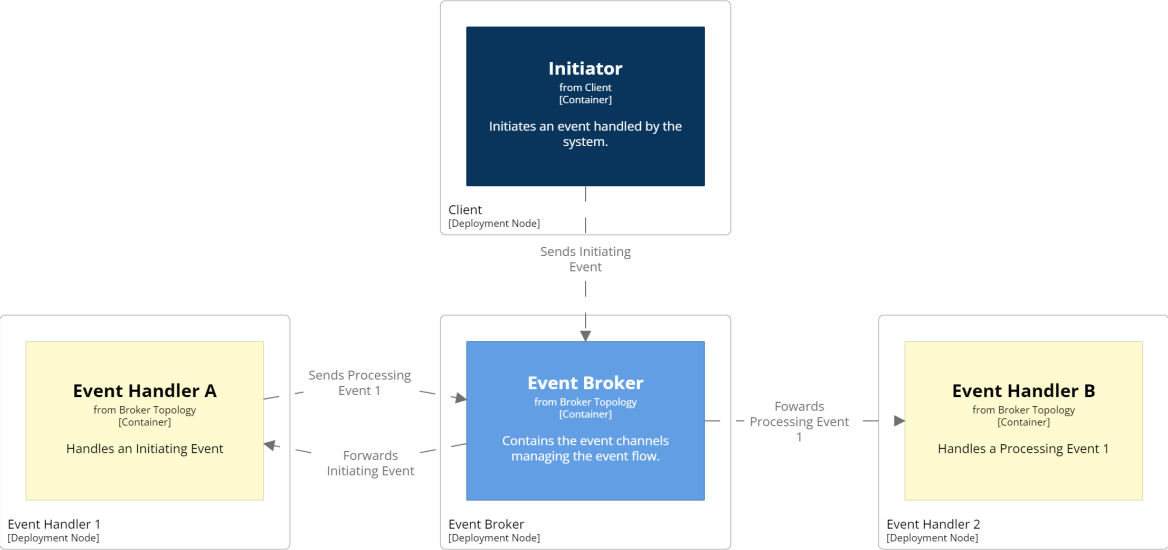 Initiator
from Client
[Container]
Initiates an event handled by the
system.
Client
[Deployment Node]
Sends Initiating
Event
Event Handler A
from Broker Topology
[Container]
Handles an Initiating Event
Event Handler 1
[Deployment Node]
Sends Processing
Event 1
Forwards
Initiating Event
Event Broker
from Broker Topology
[Container]
Contains the event channels
managing the event flow.
Event Broker
[Deployment Node]
Fowards
Processing Event
1
Event Handler B
from Broker Topology
[Container]
Handles a Processing Event 1
Event Handler 2
[Deployment Node]